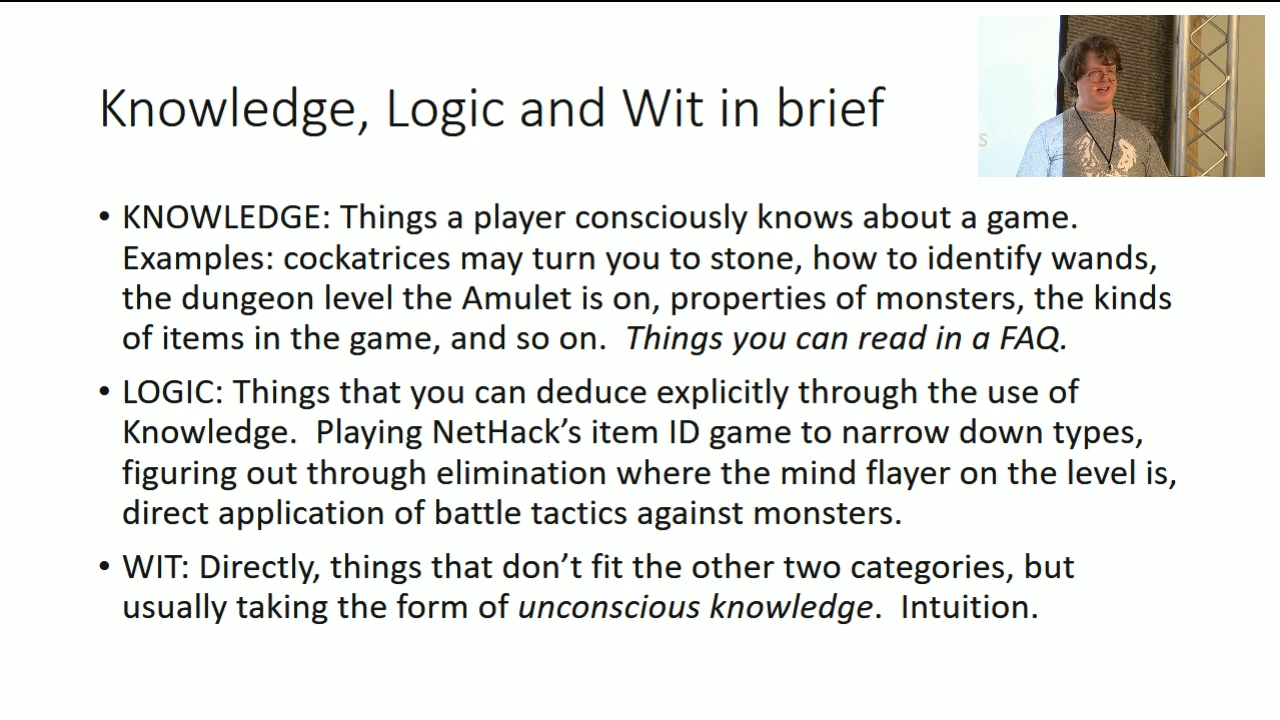 Knowledge, Logic and Wit in brief
• KNOWLEDGE: Things a player consciously knows about a game.
Examples: cockatrices may turn you to stone, how to identify wands,
the dungeon level the Amulet is on, properties of monsters, the kinds
of items in the game, and so on.  Things you can read in a FAQ.
• LOGIC: Things that you can deduce explicitly through the use of
Knowledge.  Playing NetHack’s item ID game to narrow down types,
figuring out through elimination where the mind flayer on the level is,
direct application of battle tactics against monsters.
• WIT: Directly, things that don’t fit the other two categories, but
usually taking the form of unconscious knowledge.  Intuition.
s